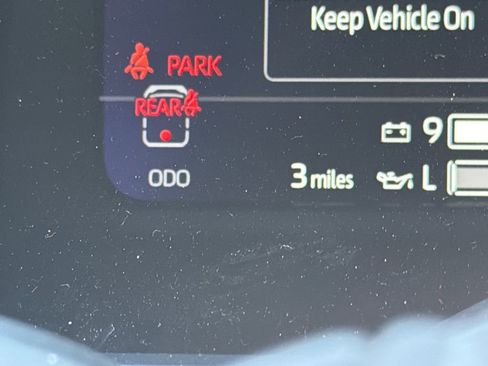 Keep Vehicle On
PARK
REAR
9
ODO
3 miles
L